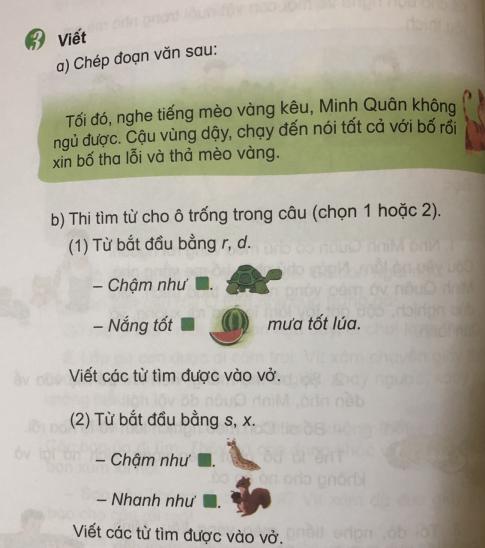 3 Viết
a) Chép đoạn văn sau:
Tối đó, nghe tiếng mèo vàng kêu, Minh Quân không
ngủ được. Cậu vùng dậy, chạy đến nói tất cả với bố rồi
xin bố tha lỗi và thả mèo vàng.
b) Thi tìm từ cho ô trống trong câu (chọn 1 hoặc 2).
(1) Từ bắt đầu bằng r, d.
– Chậm như ■.
– Nắng tốt ■ mưa tốt lúa.
Viết các từ tìm được vào vở.
(2) Từ bắt đầu bằng s, x.
– Chậm như ■.
– Nhanh như ■.
Viết các từ tìm được vào vở.